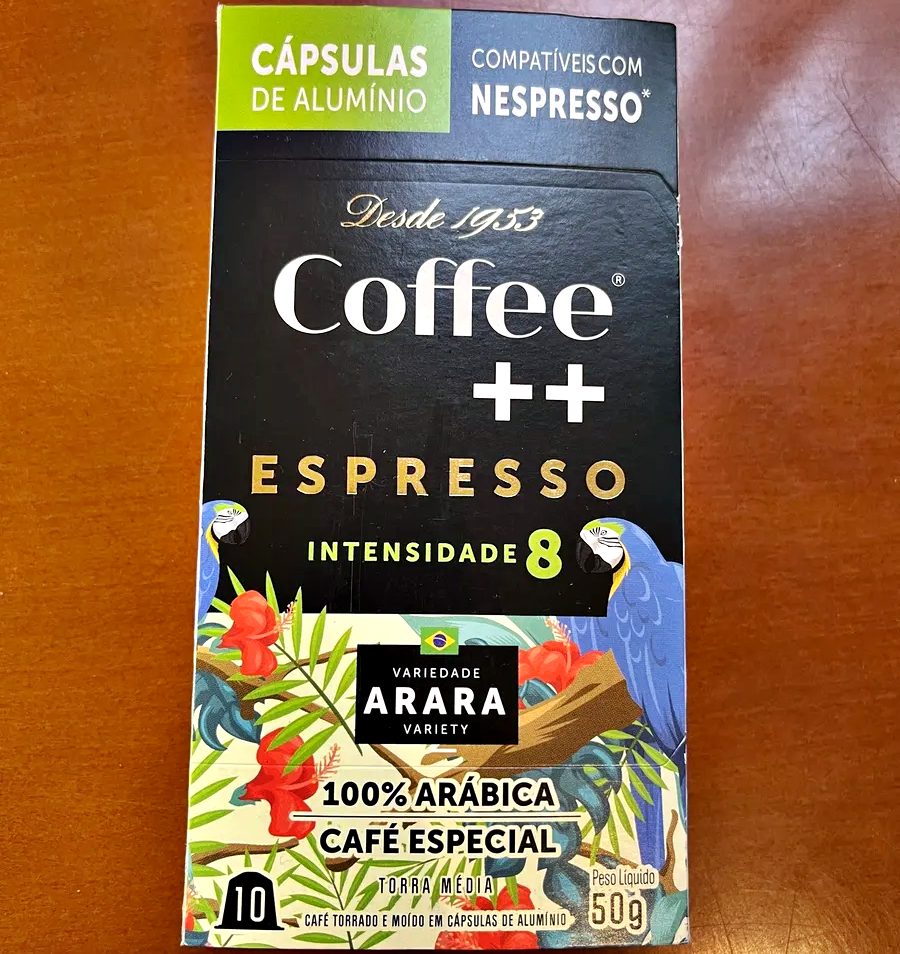 CÁPSULAS
DE ALUMÍNIO
COMPATÍVEIS COM
NESPRESSO*
Desde 1953
Coffee®
++
ESPRESSO
INTENSIDADE 8
VARIEDADE
ARARA
VARIETY
100% ARÁBICA
CAFÉ ESPECIAL
TORRA MÉDIA
CAFÉ TORRADO E MOÍDO EM CÁPSULAS DE ALUMÍNIO
10
Peso Líquido
50g